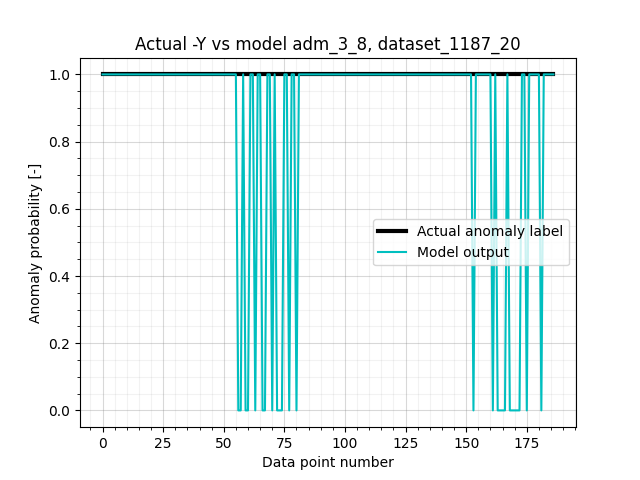 Actual -Y vs model adm_3_8, dataset_1187_20
Anomaly probability [-]
1.0
0.8
0.6
0.4
0.2
0.0
Actual anomaly label
Model output
0 25 50 75 100 125 150 175
Data point number